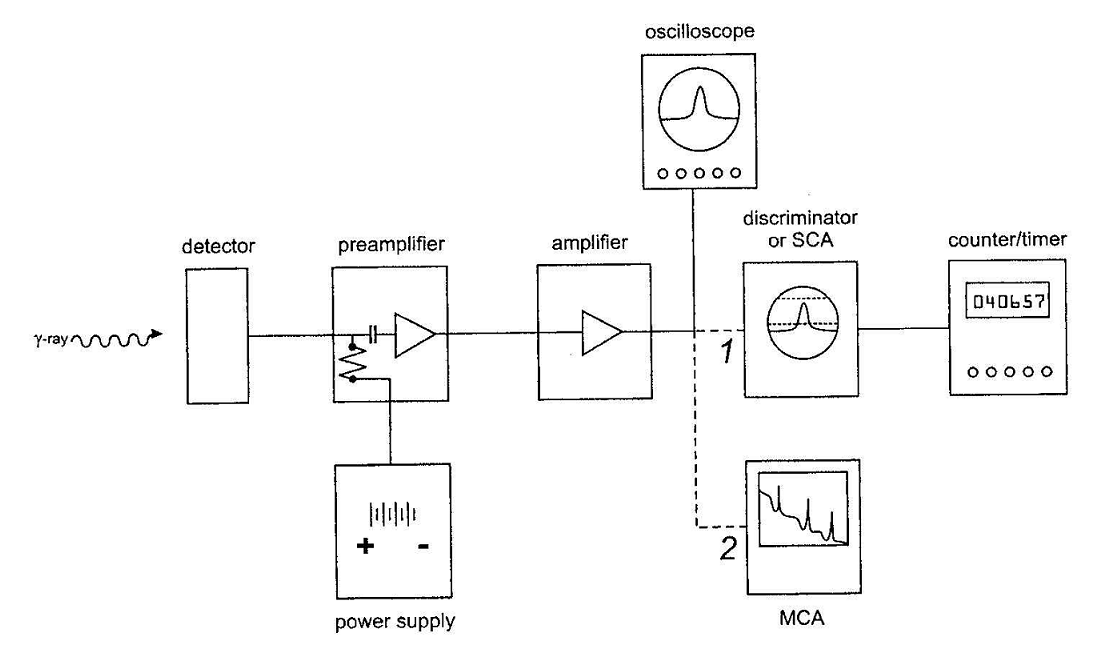 oscilloscope
discriminator
or SCA
detector
preamplifier
amplifier
counter/timer
040657
γ-ray
1
+ -
2
power supply
MCA